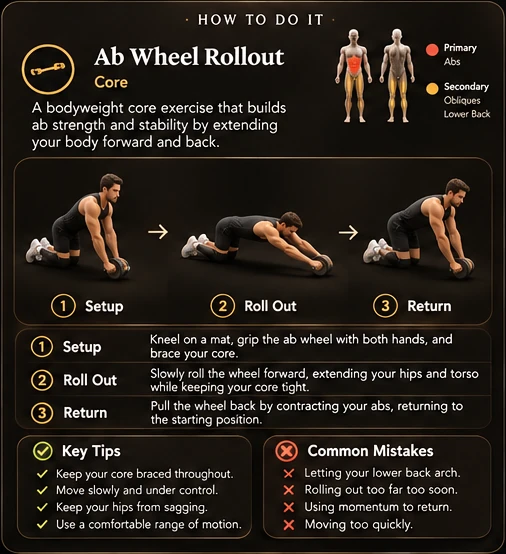 · HOW TO DO IT ·
Ab Wheel Rollout
Core
A bodyweight core exercise that builds
ab strength and stability by extending
your body forward and back.
Primary
Abs
Secondary
Obliques
Lower Back
1 Setup
2 Roll Out
3 Return
1 Setup
Kneel on a mat, grip the ab wheel with both hands, and
brace your core.
2 Roll Out
Slowly roll the wheel forward, extending your hips and torso
while keeping your core tight.
3 Return
Pull the wheel back by contracting your abs, returning to
the starting position.
Key Tips
Keep your core braced throughout.
Move slowly and under control.
Keep your hips from sagging.
Use a comfortable range of motion.
Common Mistakes
Letting your lower back arch.
Rolling out too far too soon.
Using momentum to return.
Moving too quickly.